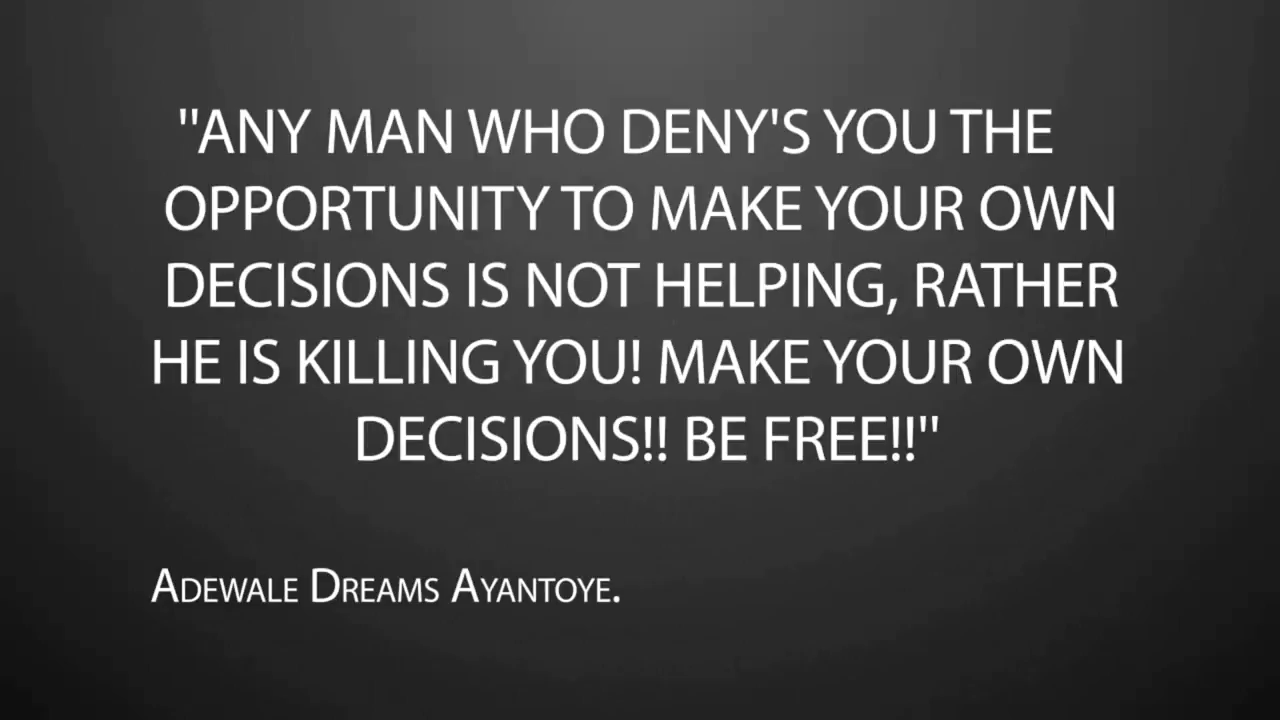 "ANY MAN WHO DENY'S YOU THE
OPPORTUNITY TO MAKE YOUR OWN
DECISIONS IS NOT HELPING, RATHER
HE IS KILLING YOU! MAKE YOUR OWN
DECISIONS!! BE FREE!!"
ADEWALE DREAMS AYANTOYE.